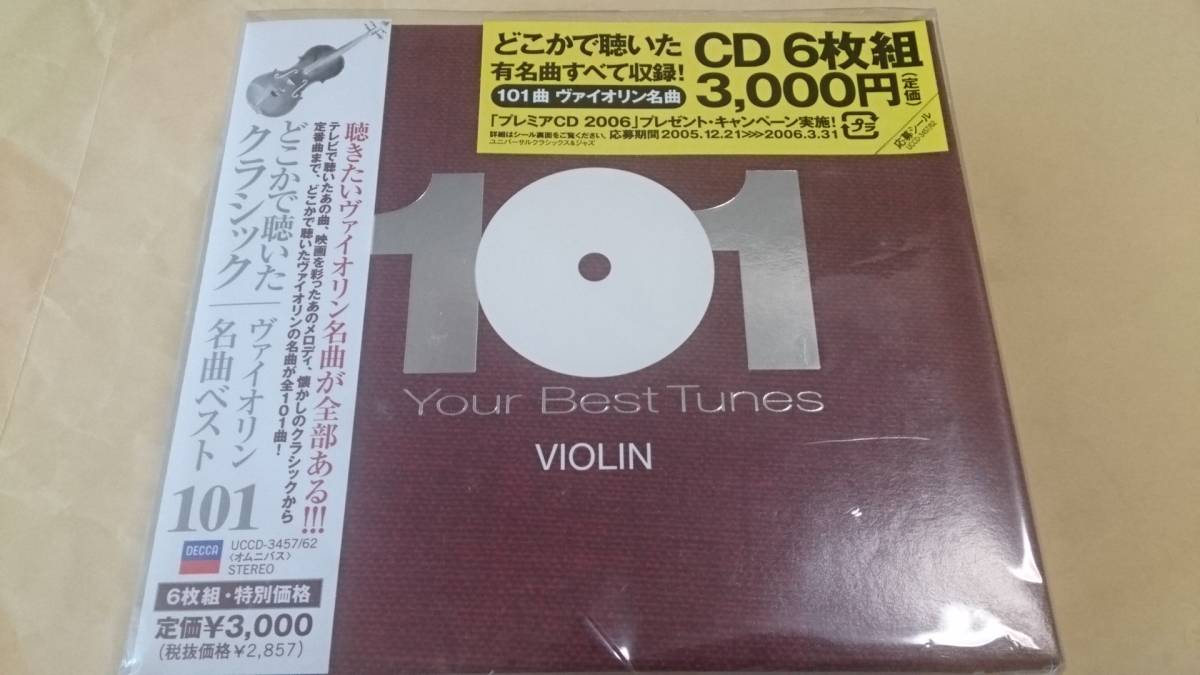 どこかで聴いた
有名曲すべて収録!
101曲 ヴァイオリン名曲
CD 6枚組
3,000円(定価)
「プレミアCD 2006」プレゼント・キャンペーン実施!
詳細はシール裏面をご覧ください。応募期間2005.12.21>>>2006.3.31
ユニバーサルクラシックス&ジャズ
プラ
応募シール
UCCD-3457/62
101
Your Best Tunes
VIOLIN
聴きたいヴァイオリン名曲が全部ある!!!
テレビで聴いたあの曲、映画を彩ったあのメロディ、懐かしのクラシックから
定番曲まで、どこかで聴いたヴァイオリンの名曲が全101曲!
どこかで聴いた
クラシック
ヴァイオリン
名曲ベスト
101
DECCA
UCCD-3457/62
〈オムニバス〉
STEREO
6枚組・特別価格
定価¥3,000
(税抜価格¥2,857)